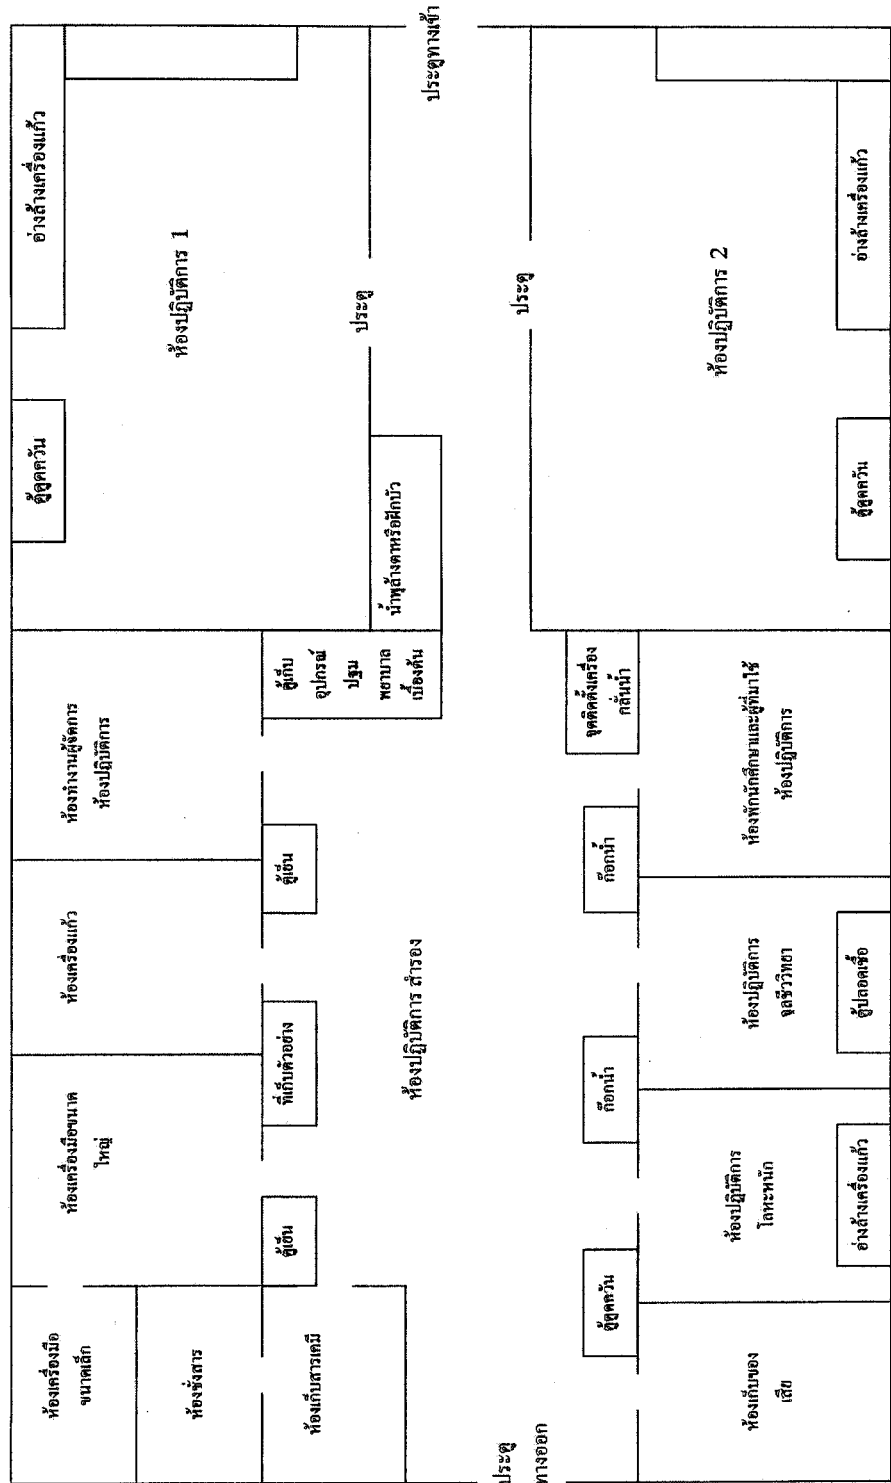 ห้องเครื่องมือ
ขนาดเล็ก
ห้องเครื่องมือขนาด
ใหญ่
ห้องเครื่องแก้ว
ห้องทำงานผู้จัดการ
ห้องปฏิบัติการ
ตู้ดูดควัน
อ่างล้างเครื่องแก้ว
ห้องชั่งสาร
ห้องปฏิบัติการ 1
ห้องเก็บสารเคมี
ตู้เย็น
ที่เก็บตัวอย่าง
ตู้เย็น
ตู้เก็บ
อุปกรณ์
ปฐม
พยาบาล
เบื้องต้น
น้ำพุล้างตาหรือฝักบัว
ประตู
ประตูทางเข้า
ห้องปฏิบัติการ สำรอง
ประตู
ทางออก
ประตู
ตู้ดูดควัน
ก๊อกน้ำ
ก๊อกน้ำ
จุดติดตั้งเครื่อง
กลั่นน้ำ
ห้องเก็บของ
เสีย
ห้องปฏิบัติการ
โลหะหนัก
ห้องปฏิบัติการ
จุลชีววิทยา
ห้องพักนักศึกษาและผู้ที่มาใช้
ห้องปฏิบัติการ
ห้องปฏิบัติการ 2
อ่างล้างเครื่องแก้ว
ตู้ปลอดเชื้อ
ตู้ดูดควัน
อ่างล้างเครื่องแก้ว